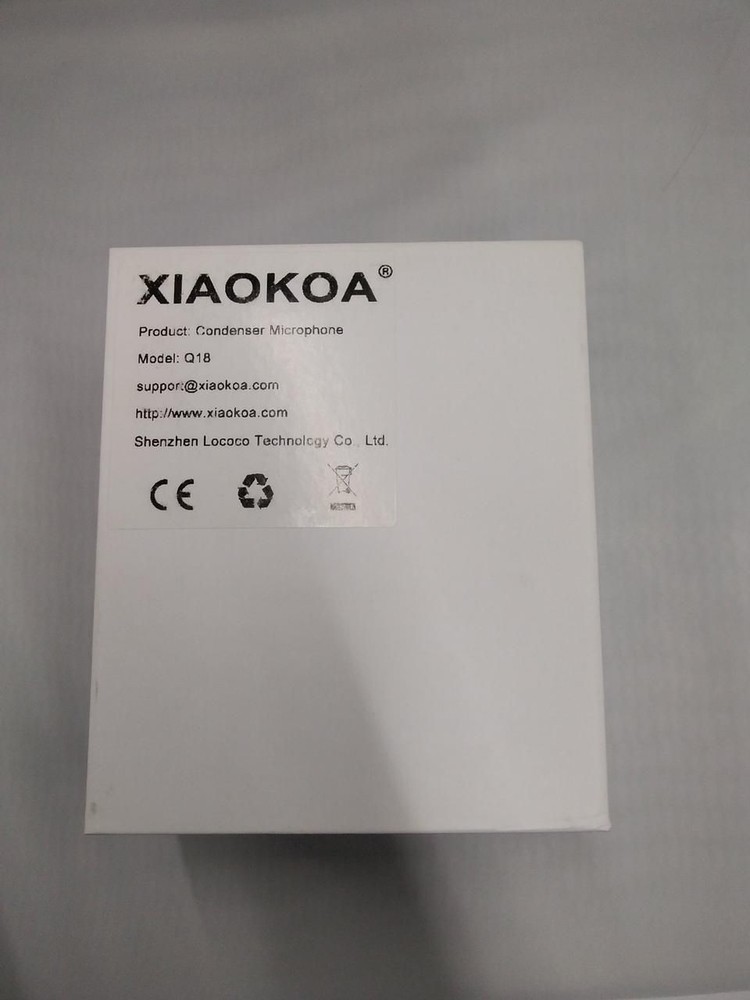 XIAOKOA®
Product: Condenser Microphone
Model: Q18
support@xiaokoa.com
http://www.xiaokoa.com
Shenzhen Lococo Technology Co., Ltd.
CE